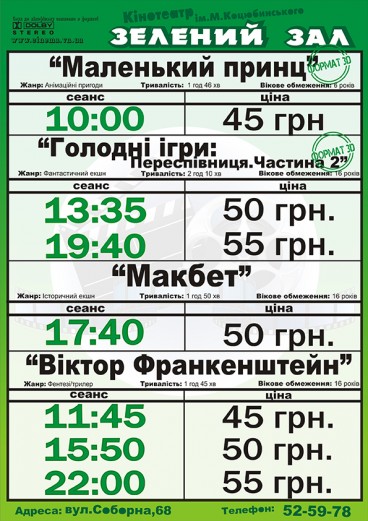 Кінотеатр ім.М.Коцюбинського
DOLBY
STEREO
www.cinema.vn.ua
ЗЕЛЕНИЙ ЗАЛ
“Маленький принц”
ФОРМАТ 3D
Жанр: Анімаційні пригоди Тривалість: 1 год 46 хв Вікове обмеження: 6 років
сеанс ціна
10:00 45 грн
“Голодні ігри:
Переспівниця.Частина 2”
ФОРМАТ 3D
Жанр: Фантастичний екшн Тривалість: 2 год 10 хв Вікове обмеження: 16 років
сеанс ціна
13:35 50 грн.
19:40 55 грн.
“Макбет”
Жанр: Історичний екшн Тривалість: 1 год 50 хв Вікове обмеження: 16 років
сеанс ціна
17:40 50 грн.
“Віктор Франкенштейн”
Жанр: Фентезі/трилер Тривалість: 1 год 45 хв Вікове обмеження: 16 років
сеанс ціна
11:45 45 грн.
15:50 50 грн.
22:00 55 грн.
Адреса: вул.Соборна,68 Телефон: 52-59-78